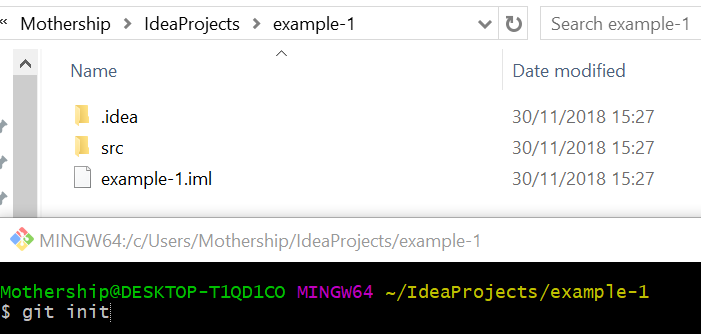 « Mothership > IdeaProjects > example-1 Search example-1
Name Date modified
.idea 30/11/2018 15:27
src 30/11/2018 15:27
example-1.iml 30/11/2018 15:27
MINGW64:/c/Users/Mothership/IdeaProjects/example-1
Mothership@DESKTOP-T1QD1CO MINGW64 ~/IdeaProjects/example-1
$ git init